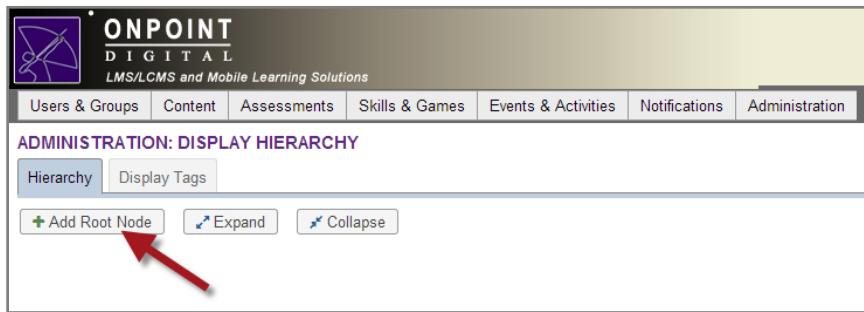 ONPOINT
DIGITAL
LMS/LCMS and Mobile Learning Solutions
Users & Groups Content Assessments Skills & Games Events & Activities Notifications Administration
ADMINISTRATION: DISPLAY HIERARCHY
Hierarchy Display Tags
Add Root Node Expand Collapse